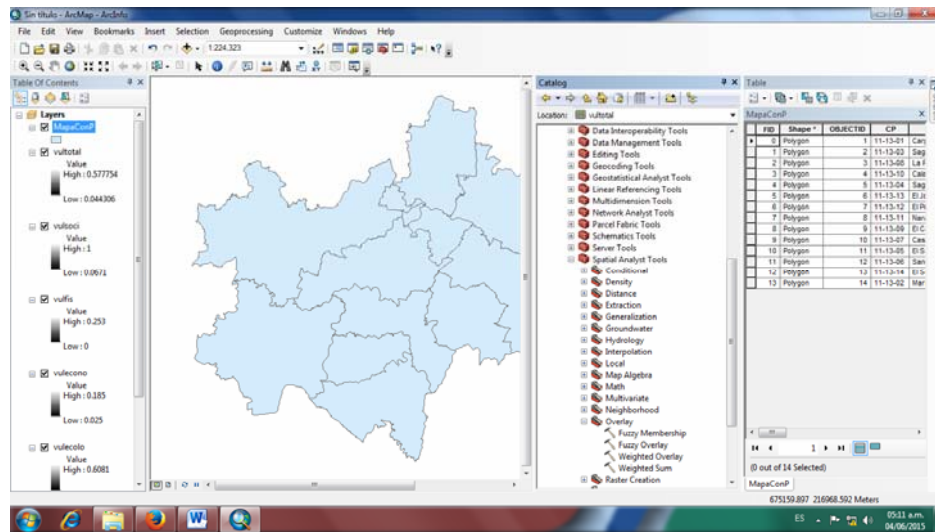 Sin título - ArcMap - ArcInfo
File Edit View Bookmarks Insert Selection Geoprocessing Customize Windows Help
1:224.323
Table Of Contents
Layers
MapaConP
vultotal
Value
High : 0.577754
Low : 0.044306
vulsoci
Value
High : 1
Low : 0.0671
vulfis
Value
High : 0.253
Low : 0
vulecono
Value
High : 0.185
Low : 0.025
vulecolo
Value
High : 0.6081
Catalog
Location: vultotal
Data Interoperability Tools
Data Management Tools
Editing Tools
Geocoding Tools
Geostatistical Analyst Tools
Linear Referencing Tools
Multidimension Tools
Network Analyst Tools
Parcel Fabric Tools
Schematics Tools
Server Tools
Spatial Analyst Tools
Conditional
Density
Distance
Extraction
Generalization
Groundwater
Hydrology
Interpolation
Local
Map Algebra
Math
Multivariate
Neighborhood
Overlay
Fuzzy Membership
Fuzzy Overlay
Weighted Overlay
Weighted Sum
Raster Creation
Table
MapaConP
FID Shape * OBJECTID CP
0 Polygon 1 11-13-01
1 Polygon 2 11-13-03 Sag
2 Polygon 3 11-13-08
3 Polygon 4 11-13-10
4 Polygon 5 11-13-04 Sag
5 Polygon 6 11-13-13
6 Polygon 7 11-13-12
7 Polygon 8 11-13-11
8 Polygon 9 11-13-09
9 Polygon 10 11-13-07
10 Polygon 11 11-13-05
11 Polygon 12 11-13-06 San
12 Polygon 13 11-13-14
13 Polygon 14 11-13-02 Mar
1
(0 out of 14 Selected)
MapaConP
675159.897 216968.592 Meters
ES
05:11 a.m.
04/06/2015